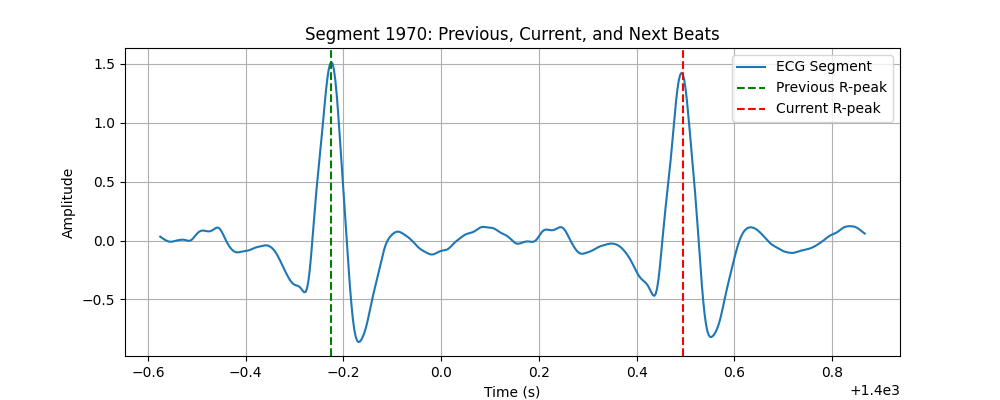 Segment 1970: Previous, Current, and Next Beats
ECG Segment
Previous R-peak
Current R-peak
1.5
1.0
0.5
0.0
−0.5
Amplitude
−0.6
−0.4
−0.2
0.0
0.2
0.4
0.6
0.8
Time (s)
+1.4e3